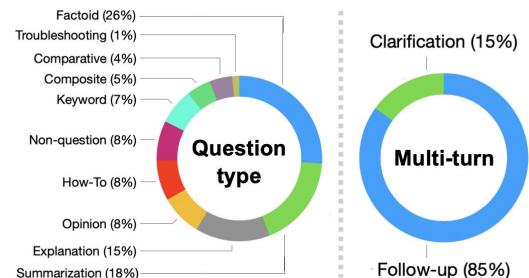 Factoid (26%)
Troubleshooting (1%)
Comparative (4%)
Composite (5%)
Keyword (7%)
Non-question (8%)
How-To (8%)
Opinion (8%)
Explanation (15%)
Summarization (18%)
Question
type
Clarification (15%)
Multi-turn
Follow-up (85%)